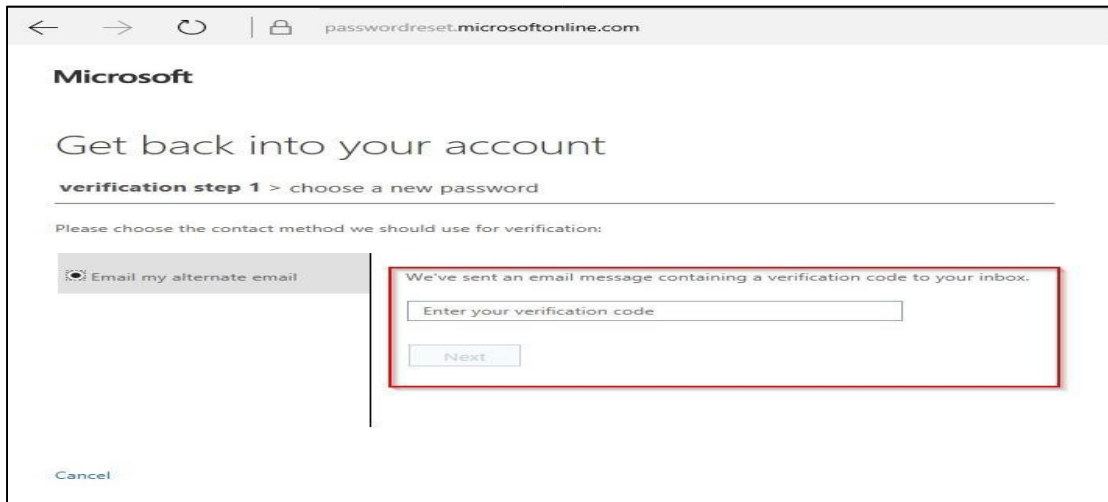 passwordreset.microsoftonline.com
Microsoft
Get back into your account
verification step 1 > choose a new password
Please choose the contact method we should use for verification:
Email my alternate email
We've sent an email message containing a verification code to your inbox.
Enter your verification code
Next
Cancel